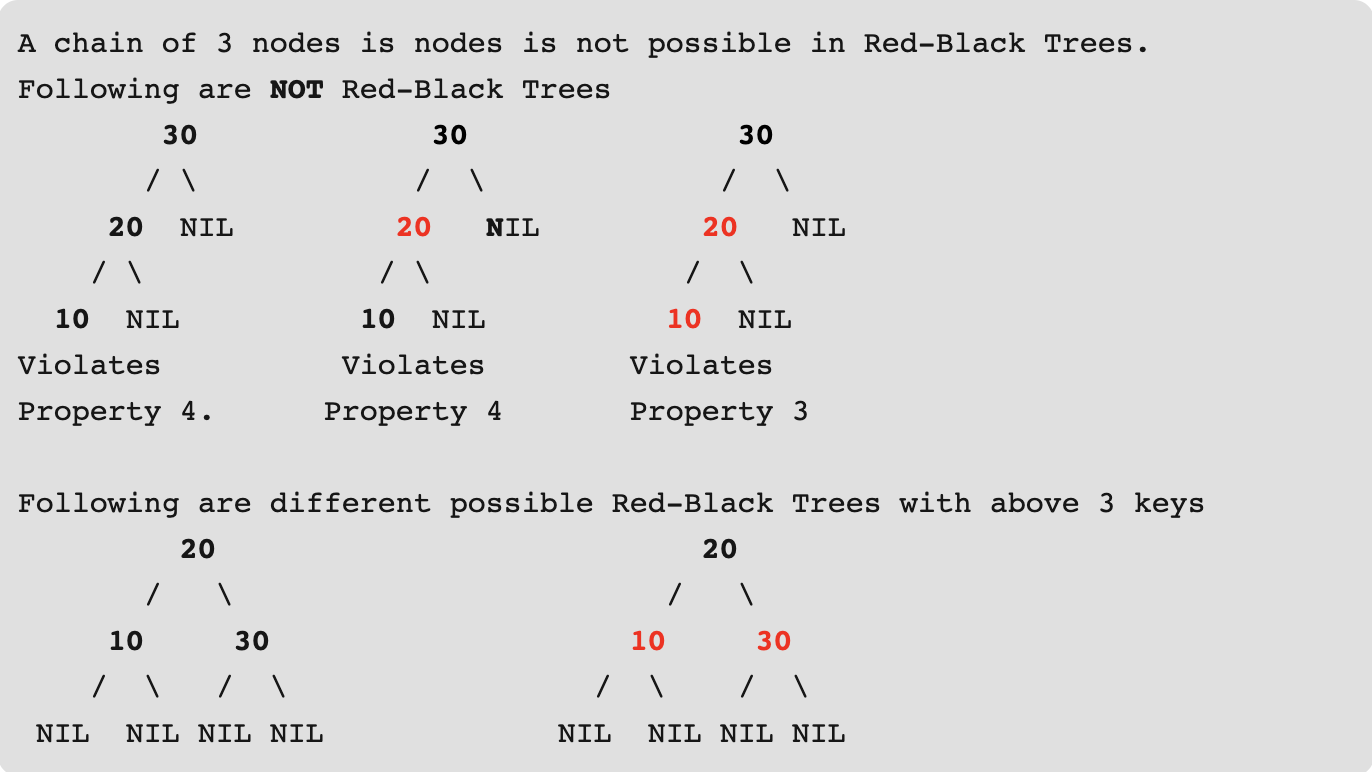 A chain of 3 nodes is nodes is not possible in Red-Black Trees.
Following are NOT Red-Black Trees
30 30 30
/ \ / \ / \
20 NIL 20 NIL 20 NIL
/ \ / \ / \
10 NIL 10 NIL 10 NIL
Violates Violates Violates
Property 4. Property 4 Property 3
Following are different possible Red-Black Trees with above 3 keys
20 20
/ \ / \
10 30 10 30
/ \ / \ / \ / \
NIL NIL NIL NIL NIL NIL NIL NIL